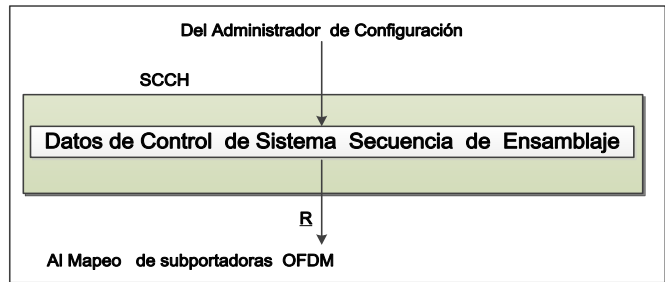 Del Administrador de Configuración
SCCH
Datos de Control de Sistema Secuencia de Ensamblaje
R
Al Mapeo de subportadoras OFDM